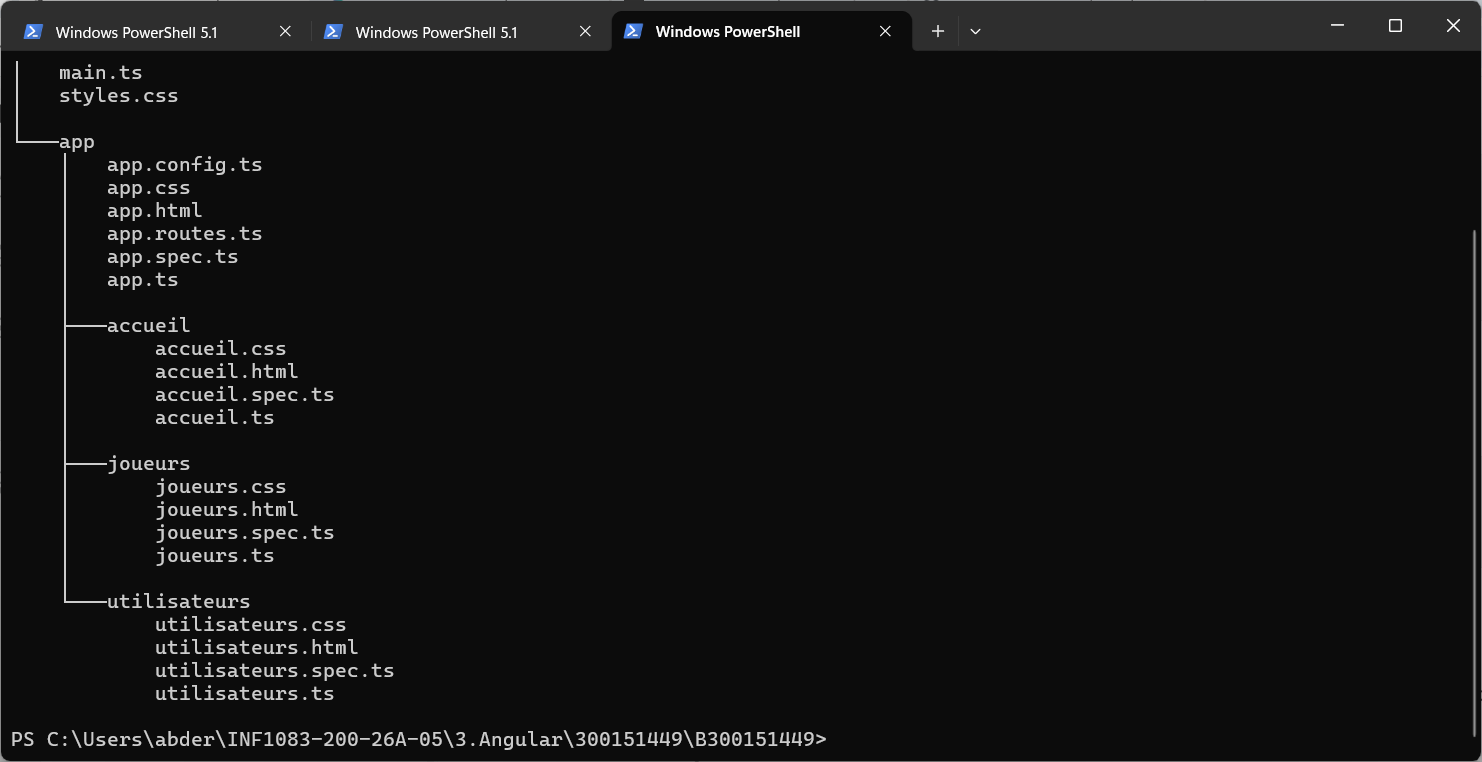 Windows PowerShell 5.1
Windows PowerShell 5.1
Windows PowerShell
main.ts
styles.css
app
app.config.ts
app.css
app.html
app.routes.ts
app.spec.ts
app.ts
accueil
accueil.css
accueil.html
accueil.spec.ts
accueil.ts
joueurs
joueurs.css
joueurs.html
joueurs.spec.ts
joueurs.ts
utilisateurs
utilisateurs.css
utilisateurs.html
utilisateurs.spec.ts
utilisateurs.ts
PS C:\Users\abder\INF1083-200-26A-05\3.Angular\300151449\B300151449>